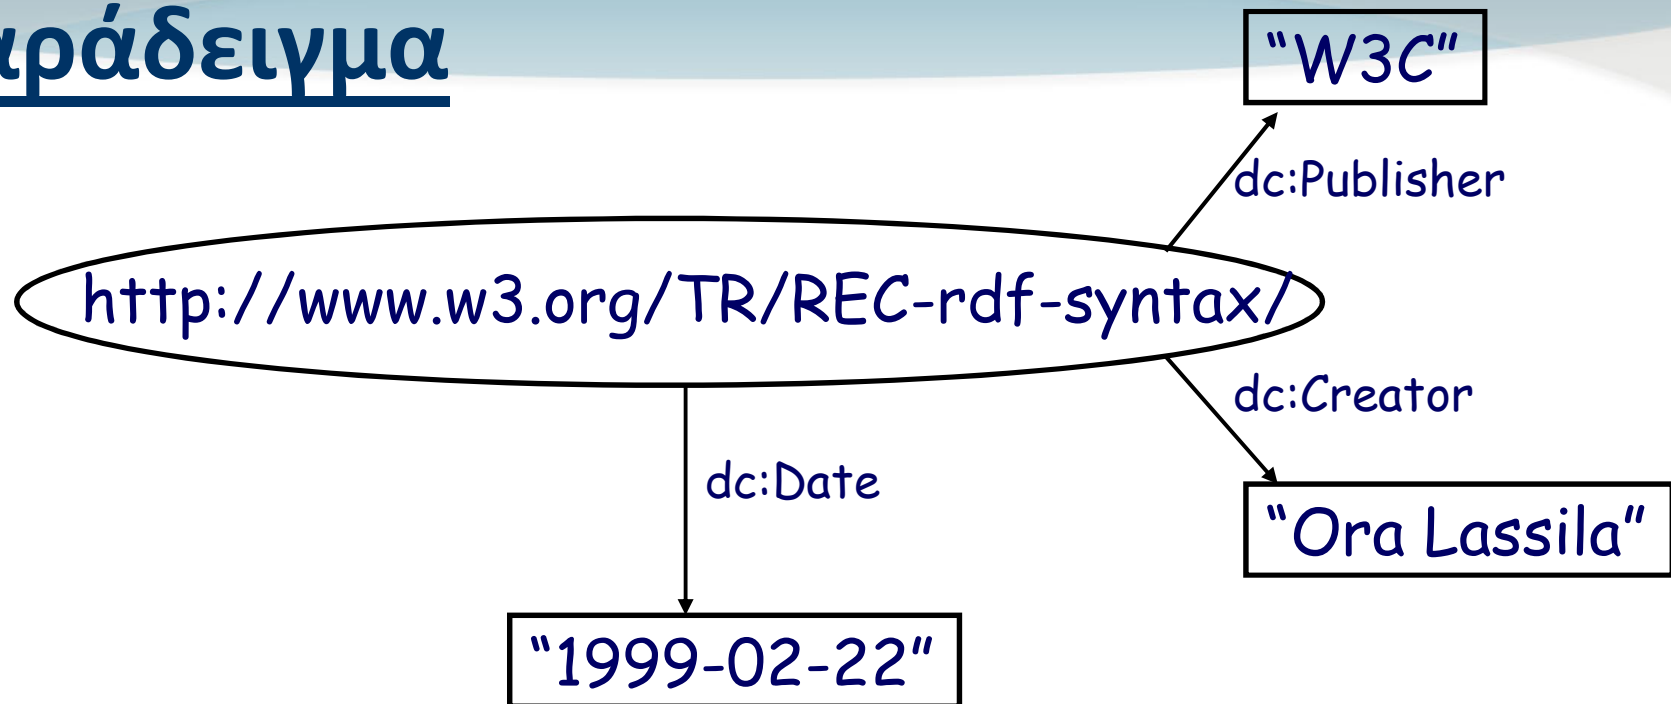 αράδειγμα
“W3C”
dc:Publisher
http://www.w3.org/TR/REC-rdf-syntax/
dc:Creator
dc:Date
“Ora Lassila”
“1999-02-22”